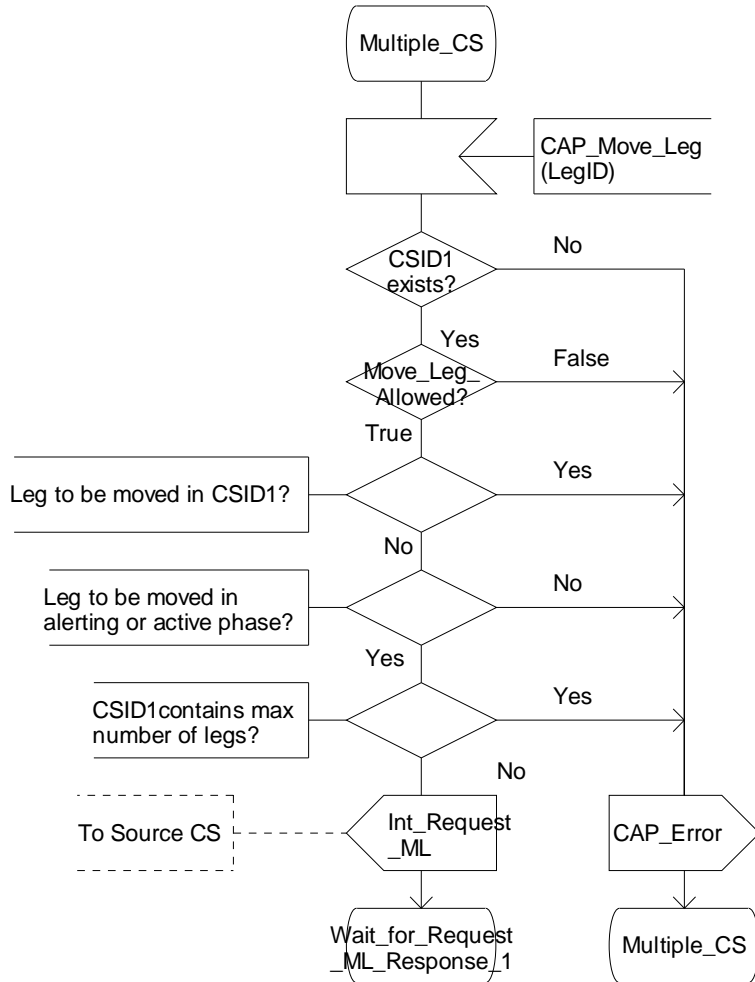 Multiple_CS
CAP_Move_Leg
(LegID)
CSID1
exists?
No
Yes
Move_Leg_
Allowed?
False
True
Leg to be moved in CSID1?
Yes
No
Leg to be moved in
alerting or active phase?
No
Yes
CSID1contains max
number of legs?
Yes
No
To Source CS
Int_Request
_ML
CAP_Error
Wait_for_Request
_ML_Response_1
Multiple_CS